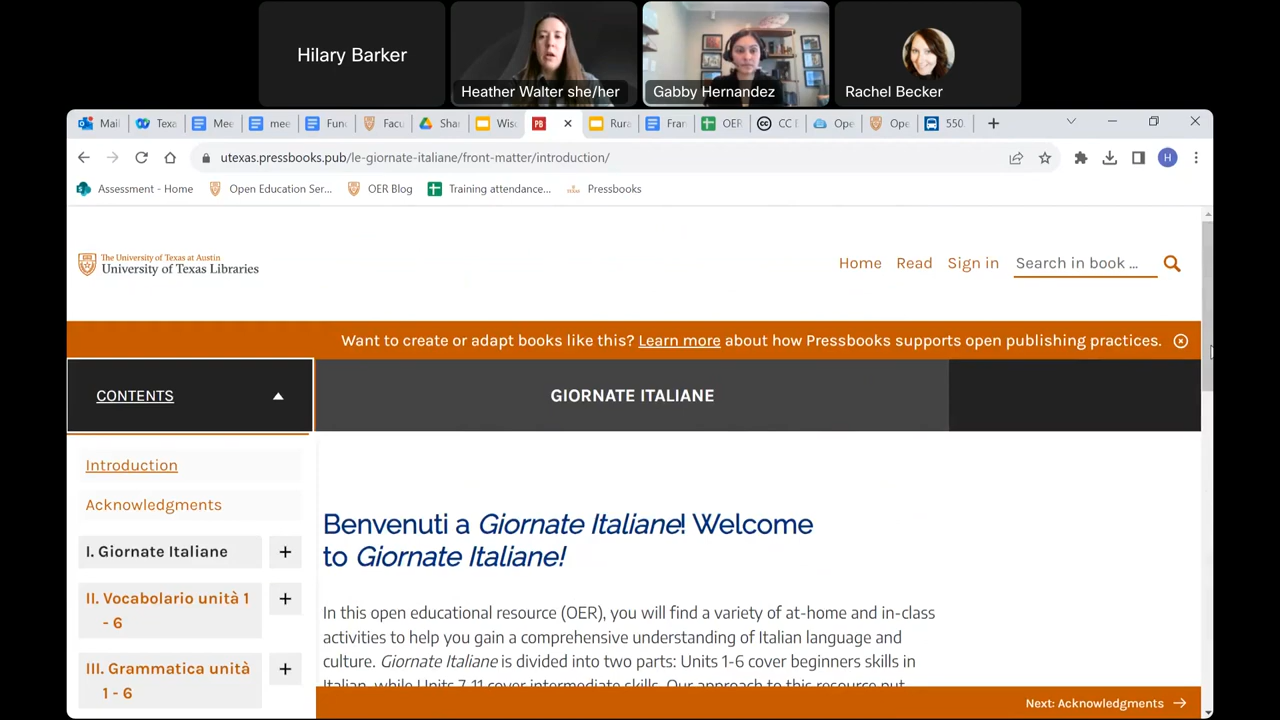 Hilary Barker
Heather Walter she/her
Gabby Hernandez
Rachel Becker
Mail
Texa
Mee
mee
Func
Facu
Shar
Wisc
PB
Rura
Fran
OER
CC F
Ope
Ope
550
utexas.pressbooks.pub/le-giornate-italiane/front-matter/introduction/
H
Assessment - Home
Open Education Ser...
OER Blog
Training attendance...
Pressbooks
The University of Texas at Austin
University of Texas Libraries
Home
Read
Sign in
Search in book ...
Want to create or adapt books like this? Learn more about how Pressbooks supports open publishing practices.
CONTENTS
GIORNATE ITALIANE
Introduction
Acknowledgments
I. Giornate Italiane
II. Vocabolario unità 1
- 6
III. Grammatica unità
1 - 6
Benvenuti a Giornate Italiane! Welcome
to Giornate Italiane!
In this open educational resource (OER), you will find a variety of at-home and in-class
activities to help you gain a comprehensive understanding of Italian language and
culture. Giornate Italiane is divided into two parts: Units 1-6 cover beginners skills in
Italian, while Units 7-11 cover intermediate skills. Our approach to this resource put
Next: Acknowledgments